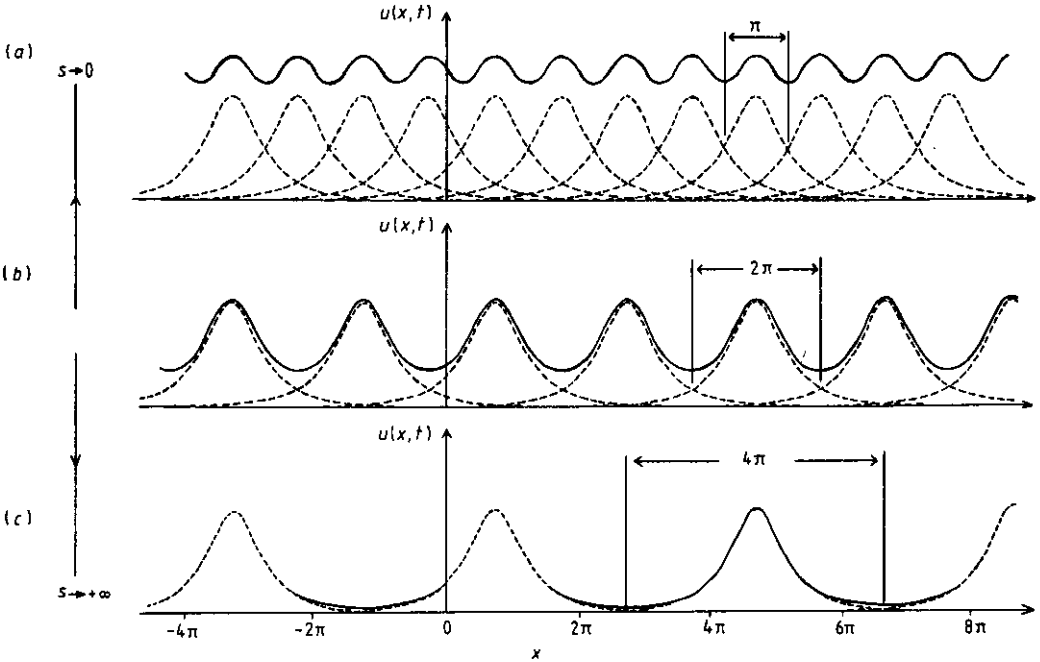 u(x,t)
(a)
s→0
π
u(x,t)
(b)
2π
u(x,t)
4π
(c)
s→+∞
-4π -2π 0 2π 4π 6π 8π
x